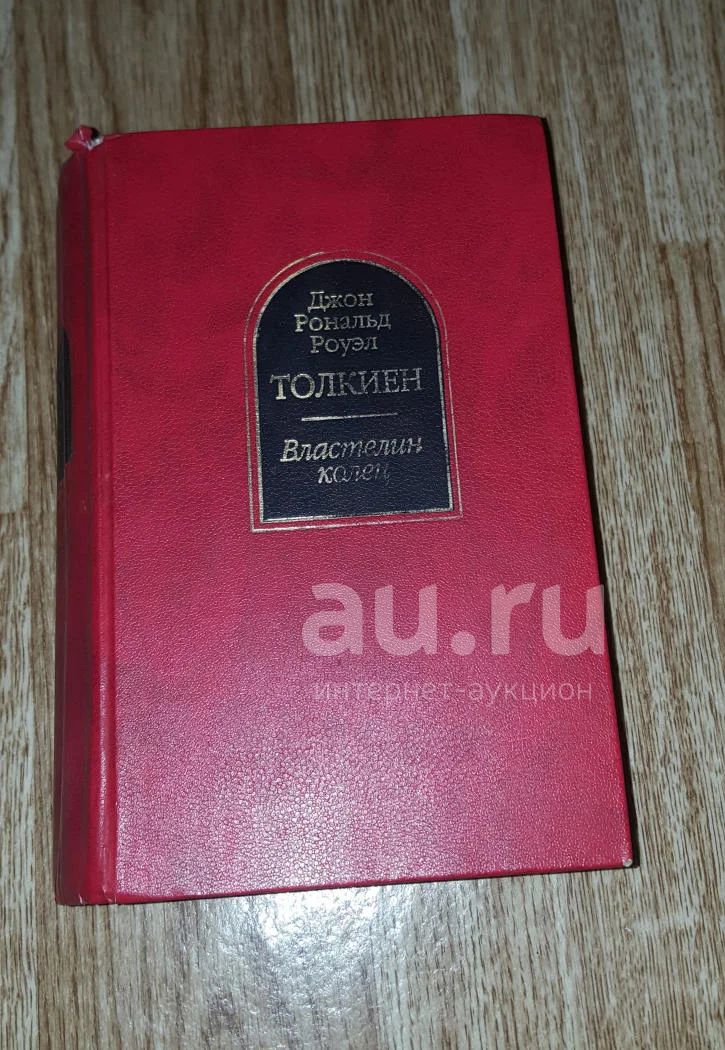 Джон
Рональд
Роуэл
ТОЛКИЕН
Властелин
колец
au.ru
интернет-аукцион